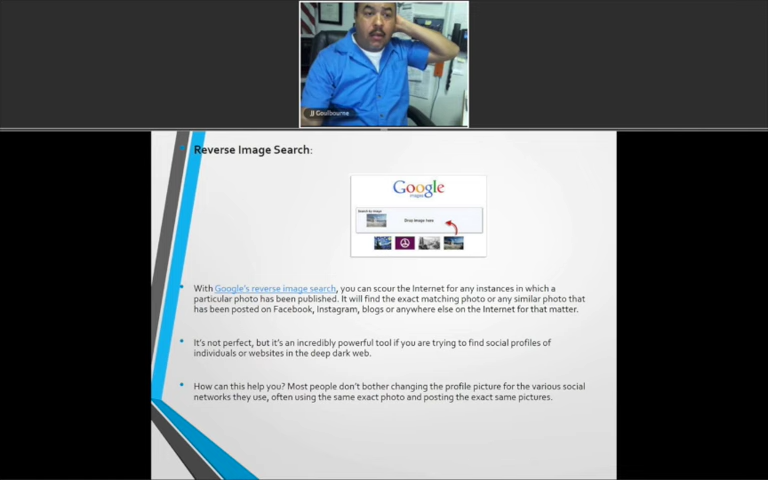 JJ Coulbourne
Reverse Image Search:
Google
images
Search by image
Drop image here
With Google's reverse image search, you can scour the Internet for any instances in which a
particular photo has been published. It will find the exact matching photo or any similar photo that
has been posted on Facebook, Instagram, blogs or anywhere else on the Internet for that matter.
It's not perfect, but it's an incredibly powerful tool if you are trying to find social profiles of
individuals or websites in the deep dark web.
How can this help you? Most people don't bother changing the profile picture for the various social
networks they use, often using the same exact photo and posting the exact same pictures.